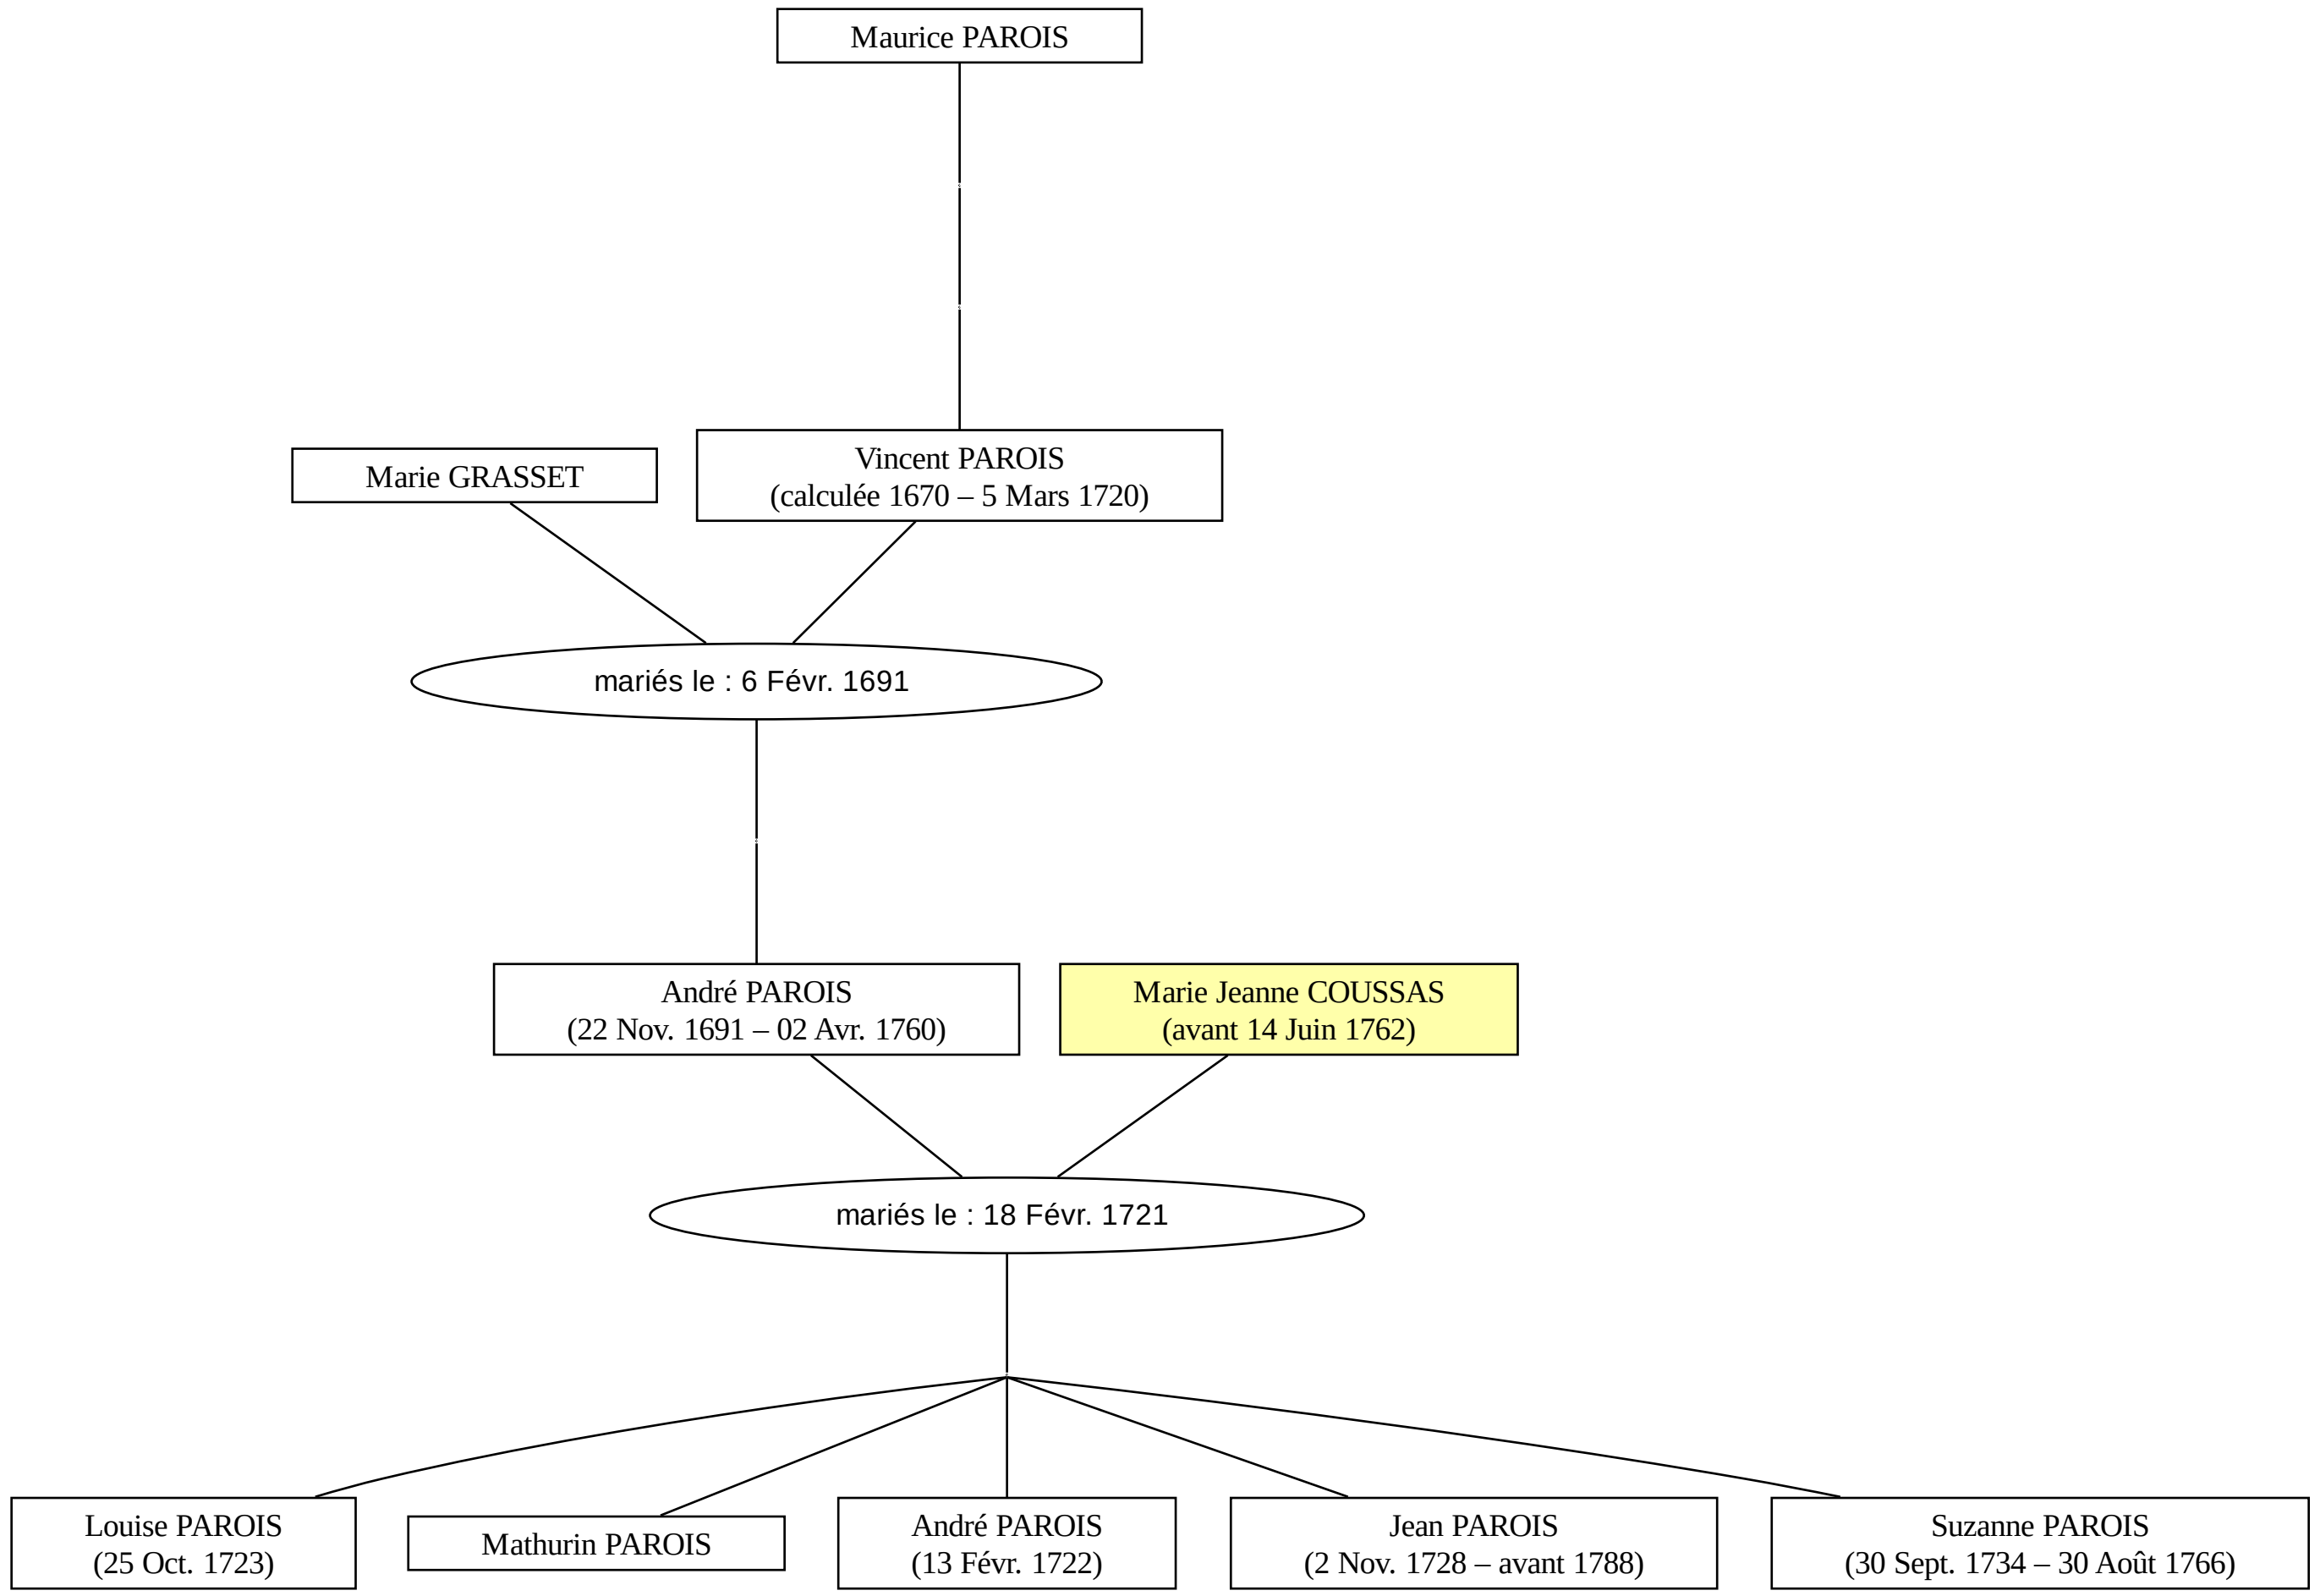 Maurice PAROIS
Marie GRASSET
Vincent PAROIS
(calculée 1670 – 5 Mars 1720)
mariés le : 6 Févr. 1691
André PAROIS
(22 Nov. 1691 – 02 Avr. 1760)
Marie Jeanne COUSSAS
(avant 14 Juin 1762)
mariés le : 18 Févr. 1721
Louise PAROIS
(25 Oct. 1723)
Mathurin PAROIS
André PAROIS
(13 Févr. 1722)
Jean PAROIS
(2 Nov. 1728 – avant 1788)
Suzanne PAROIS
(30 Sept. 1734 – 30 Août 1766)